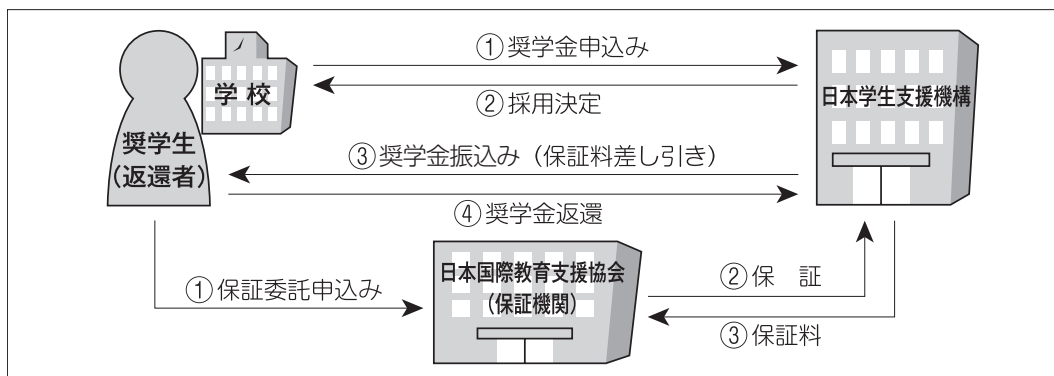 ①奨学金申込み
学校
②採用決定
日本学生支援機構
奨学生
（返還者）
③奨学金振込み（保証料差し引き）
④奨学金返還
日本国際教育支援協会
（保証機関）
①保証委託申込み
②保　証
③保証料